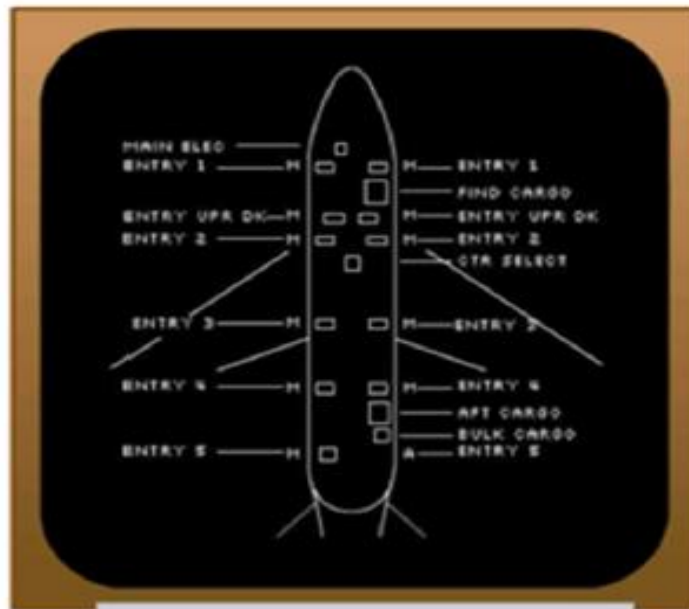 MAIN ELEC
ENTRY 1 M M ENTRY 1
FIND CARGO
ENTRY UPR DK M M ENTRY UPR DK
ENTRY 2 M M ENTRY 2
CTR SELECT
ENTRY 3 M M ENTRY 3
ENTRY 4 M M ENTRY 4
AFT CARGO
BULK CARGO
ENTRY 5 M A ENTRY 5